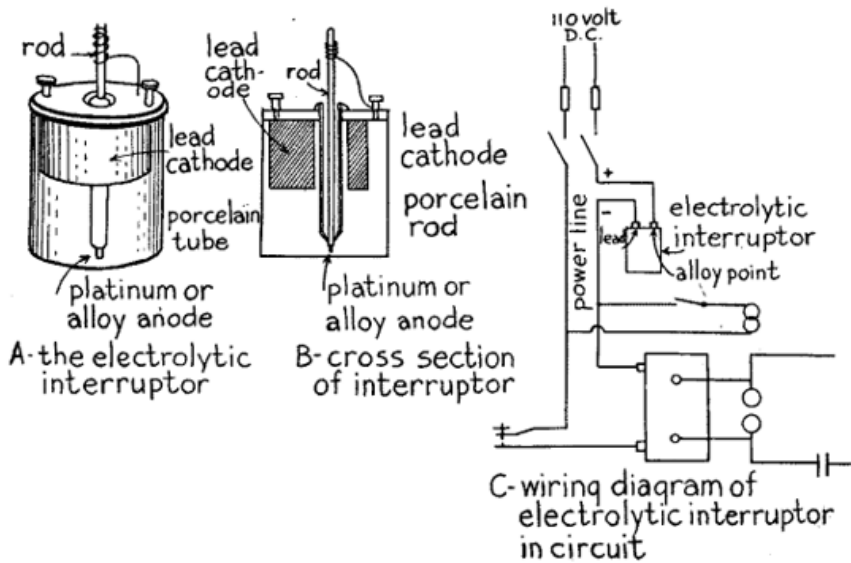 rod
lead
cathode
porcelain
tube
platinum or
alloy anode
A-the electrolytic
interruptor
lead
cath-
ode
rod
lead
cathode
porcelain
rod
platinum or
alloy anode
B-cross section
of interruptor
110 volt
D.C.
+
-
power line
lead
electrolytic
interruptor
alloy point
C-wiring diagram of
electrolytic interruptor
in circuit